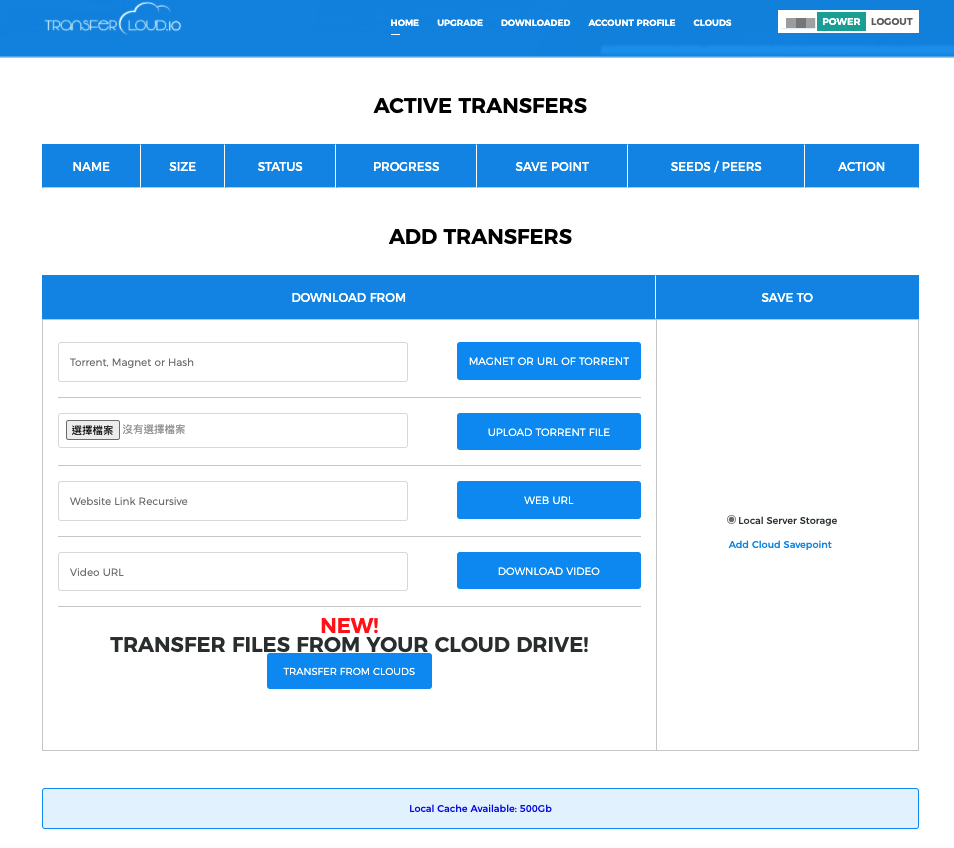 TRANSFERCLOUD.IO
HOME UPGRADE DOWNLOADED ACCOUNT PROFILE CLOUDS POWER LOGOUT
ACTIVE TRANSFERS
NAME SIZE STATUS PROGRESS SAVE POINT SEEDS / PEERS ACTION
ADD TRANSFERS
DOWNLOAD FROM SAVE TO
Torrent, Magnet or Hash MAGNET OR URL OF TORRENT
選擇檔案 沒有選擇檔案 UPLOAD TORRENT FILE
Website Link Recursive WEB URL
Local Server Storage
Add Cloud Savepoint
Video URL DOWNLOAD VIDEO
NEW!
TRANSFER FILES FROM YOUR CLOUD DRIVE!
TRANSFER FROM CLOUDS
Local Cache Available: 500Gb